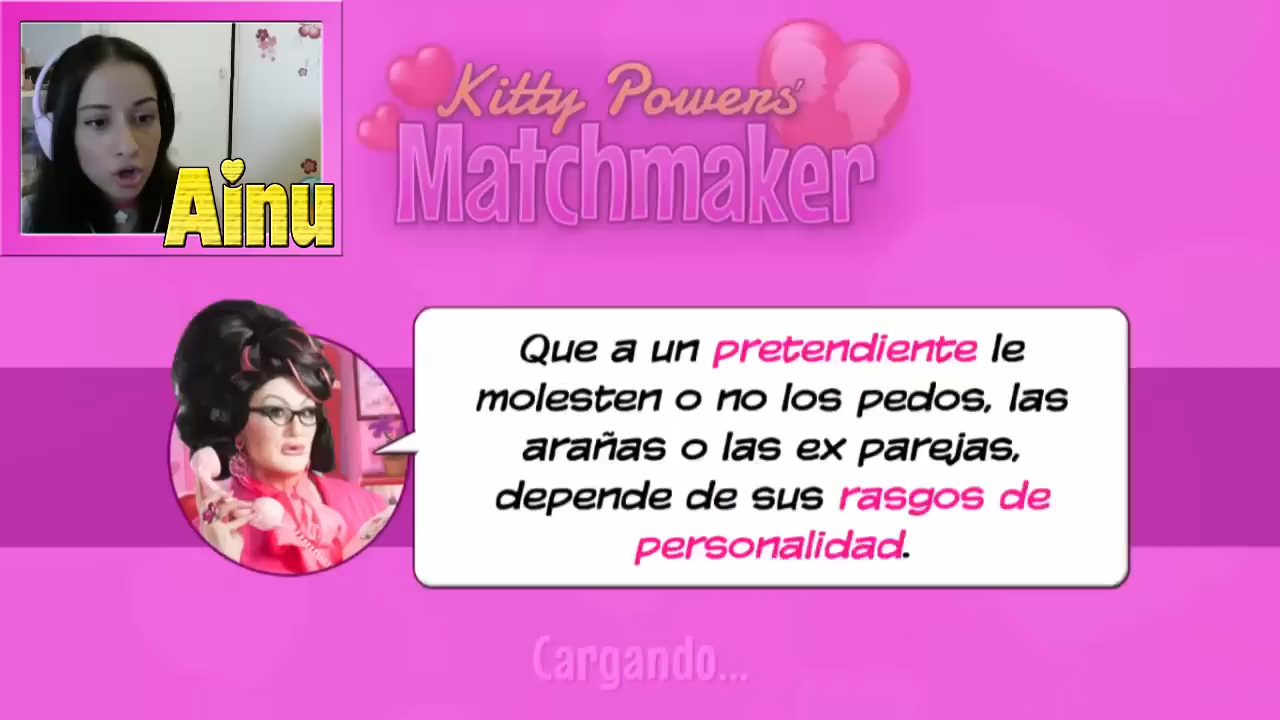 Ainu
Kitty Powers'
Matchmaker
Que a un pretendiente le
molesten o no los pedos, las
arañas o las ex parejas,
depende de sus rasgos de
personalidad.
Cargando...